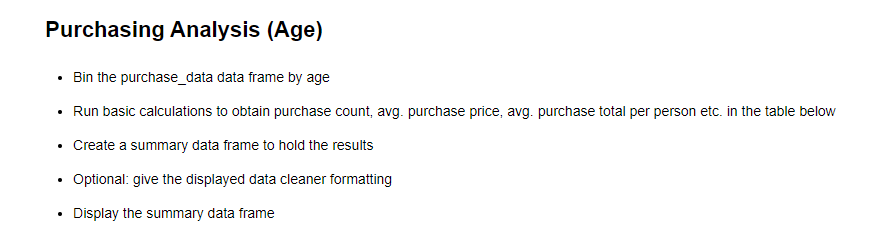 Purchasing Analysis (Age)
• Bin the purchase_data data frame by age
• Run basic calculations to obtain purchase count, avg. purchase price, avg. purchase total per person etc. in the table below
• Create a summary data frame to hold the results
• Optional: give the displayed data cleaner formatting
• Display the summary data frame